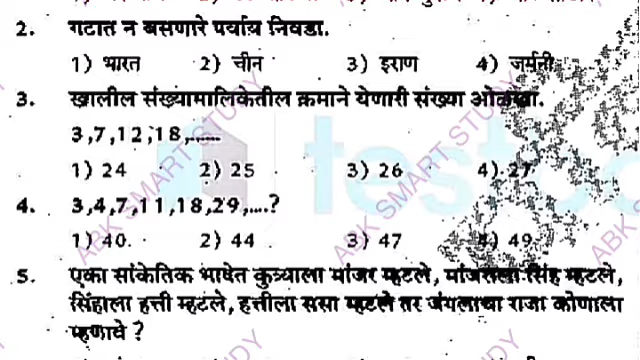 2. गटात न बसणारे पर्याय निवडा.
1) भारत 2) चीन 3) इराण 4) जर्मनी
3. खालील संख्यामालिकेतील क्रमाने येणारी संख्या ओळखा.
3,7,12,18,......
1) 24 2) 25 3) 26 4) 27
4. 3,4,7,11,18,29,....?
1) 40. 2) 44 3) 47 4) 49
5. एका सांकेतिक भाषेत कुत्र्याला मांजर म्हटले, मांजराला सिंह म्हटले,
सिंहाला हत्ती म्हटले, हत्तीला ससा म्हटले तर जंगलाचा राजा कोणाला
म्हणावे ?
ABK SMART STUDY